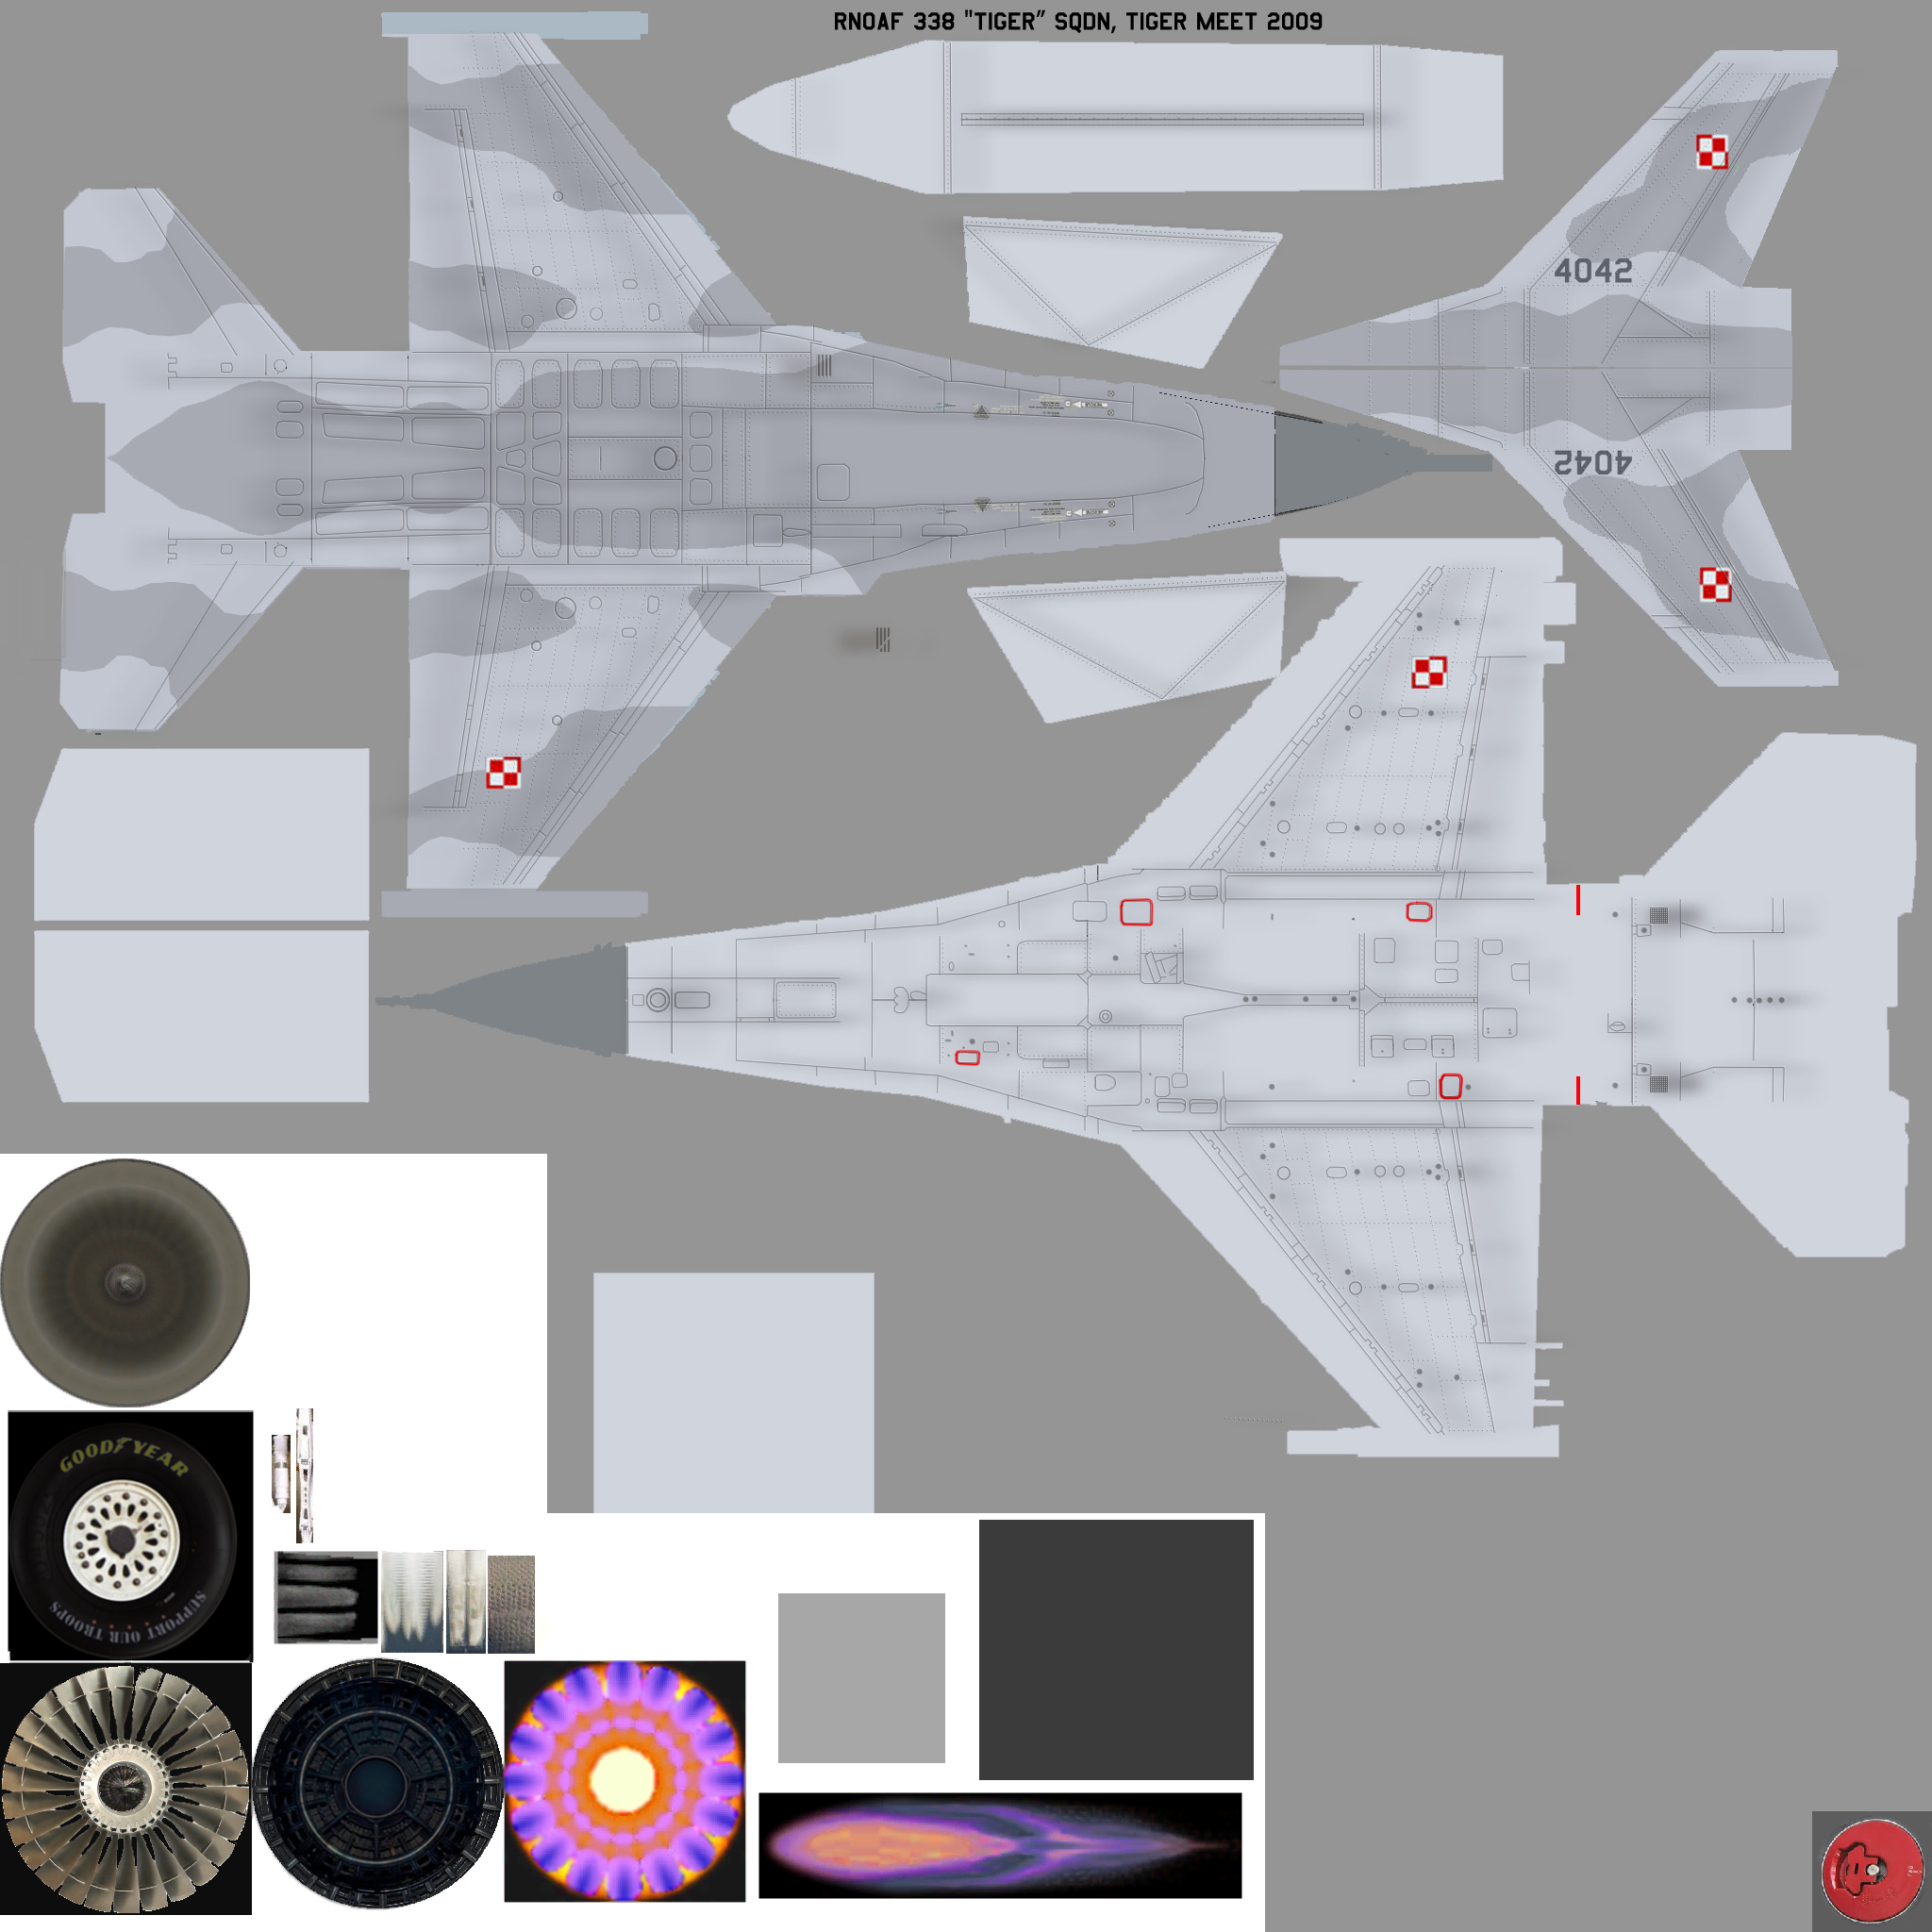 RNOAF 338 "TIGER" SQDN, TIGER MEET 2009
4042
4042
GOODYEAR
SUPPORT OUR TROOPS